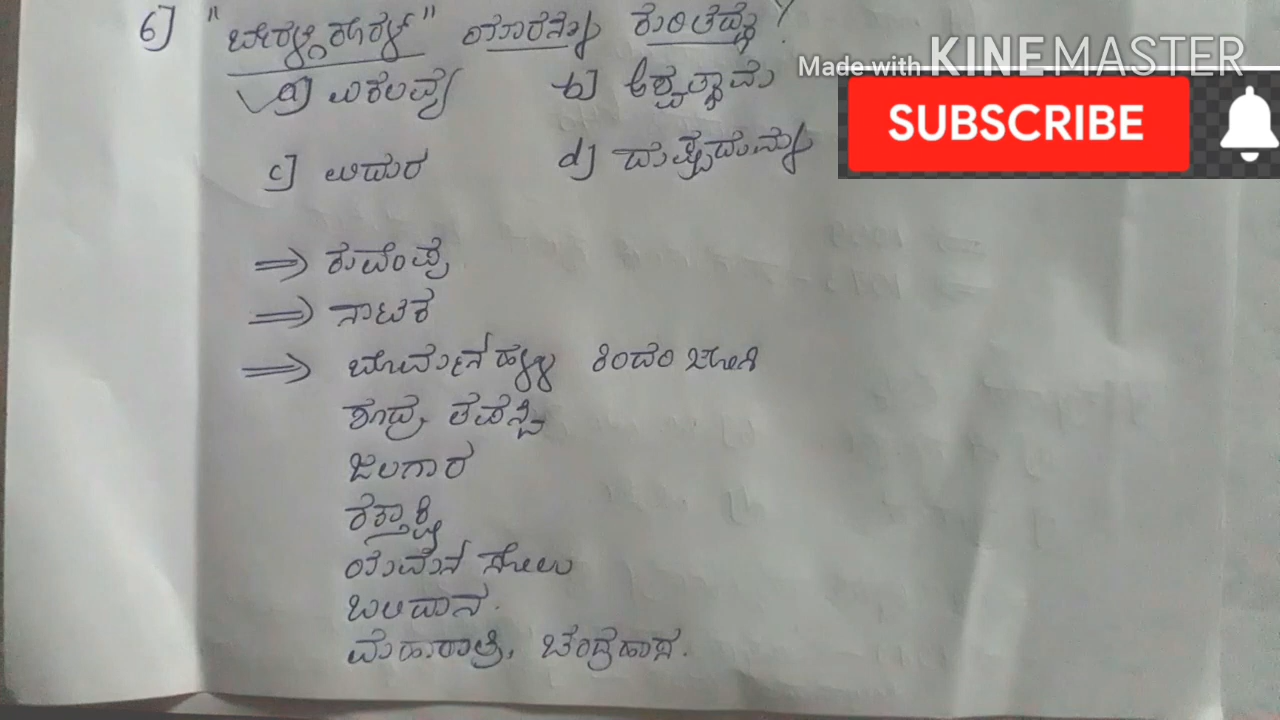 6] "ಬೆರಳ್ಗೆಕೊರಳ್" ಯಾರನ್ನು ಕುರಿತದ್ದು?
Made with KINEMASTER
a] ಏಕಲವ್ಯ b] ಅಶ್ವತ್ಥಾಮ
SUBSCRIBE
c] ವಿದುರ d] ದುಷ್ಟದ್ಯುಮ್ನ
⇒ ಕುವೆಂಪು
⇒ ನಾಟಕ
⇒ ಬೊಮ್ಮನಹಳ್ಳಿ ಕಿಂದರಿ ಜೋಗಿ
ಶೂದ್ರ ತಪಸ್ವಿ
ಜಲಗಾರ
ರಕ್ತಾಕ್ಷಿ
ಯಮನ ಸೋಲು
ಬಲಿದಾನ.
ಮಹಾರಾತ್ರಿ, ಚಂದ್ರಹಾಸ.